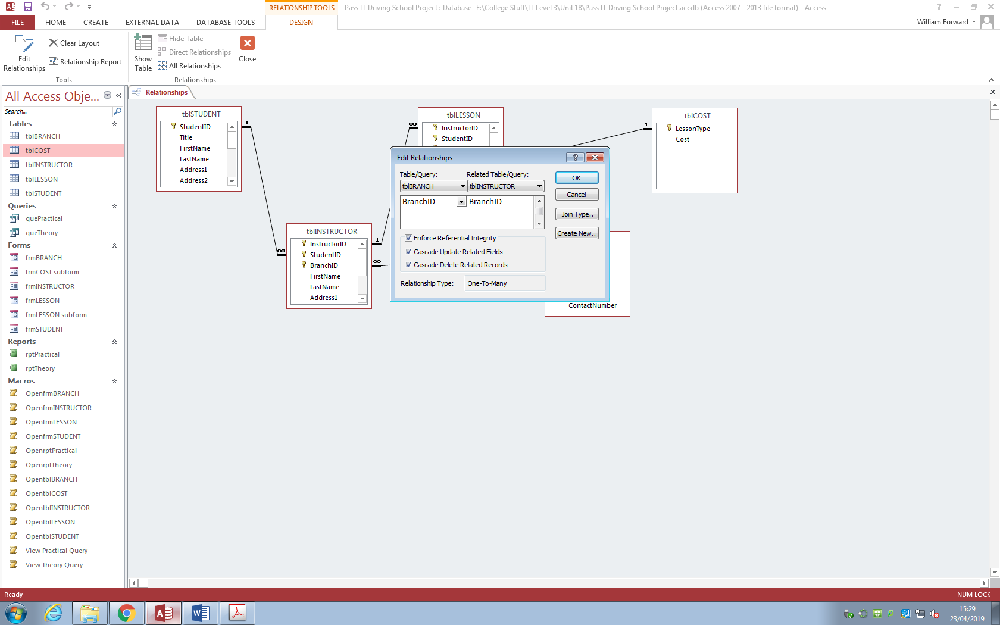 RELATIONSHIP TOOLS
Pass IT Driving School Project : Database- E:\College Stuff\IT Level 3\Unit 18\Pass IT Driving School Project.accdb (Access 2007 - 2013 file format) - Access
FILE HOME CREATE EXTERNAL DATA DATABASE TOOLS DESIGN
William Forward
Edit Relationships
Clear Layout
Relationship Report
Tools
Show Table
Hide Table
Direct Relationships
All Relationships
Close
Relationships
All Access Obje...
Search...
Tables
tblBRANCH
tblCOST
tblINSTRUCTOR
tblLESSON
tblSTUDENT
Queries
quePractical
queTheory
Forms
frmBRANCH
frmCOST subform
frmINSTRUCTOR
frmLESSON
frmLESSON subform
frmSTUDENT
Reports
rptPractical
rptTheory
Macros
OpenfrmBRANCH
OpenfrmINSTRUCTOR
OpenfrmLESSON
OpenfrmSTUDENT
OpenrptPractical
OpenrptTheory
OpentblBRANCH
OpentblCOST
OpentblINSTRUCTOR
OpentblLESSON
OpentblSTUDENT
View Practical Query
View Theory Query
Relationships
tblSTUDENT
StudentID
Title
FirstName
LastName
Address1
Address2
1
∞
tblINSTRUCTOR
InstructorID
StudentID
BranchID
FirstName
LastName
Address1
1
∞
∞
tblLESSON
InstructorID
StudentID
1
tblCOST
LessonType
Cost
Edit Relationships
Table/Query: Related Table/Query:
tblBRANCH tblINSTRUCTOR
BranchID BranchID
Enforce Referential Integrity
Cascade Update Related Fields
Cascade Delete Related Records
Relationship Type: One-To-Many
OK
Cancel
Join Type..
Create New..
ContactNumber
Ready
NUM LOCK
15:29
23/04/2019